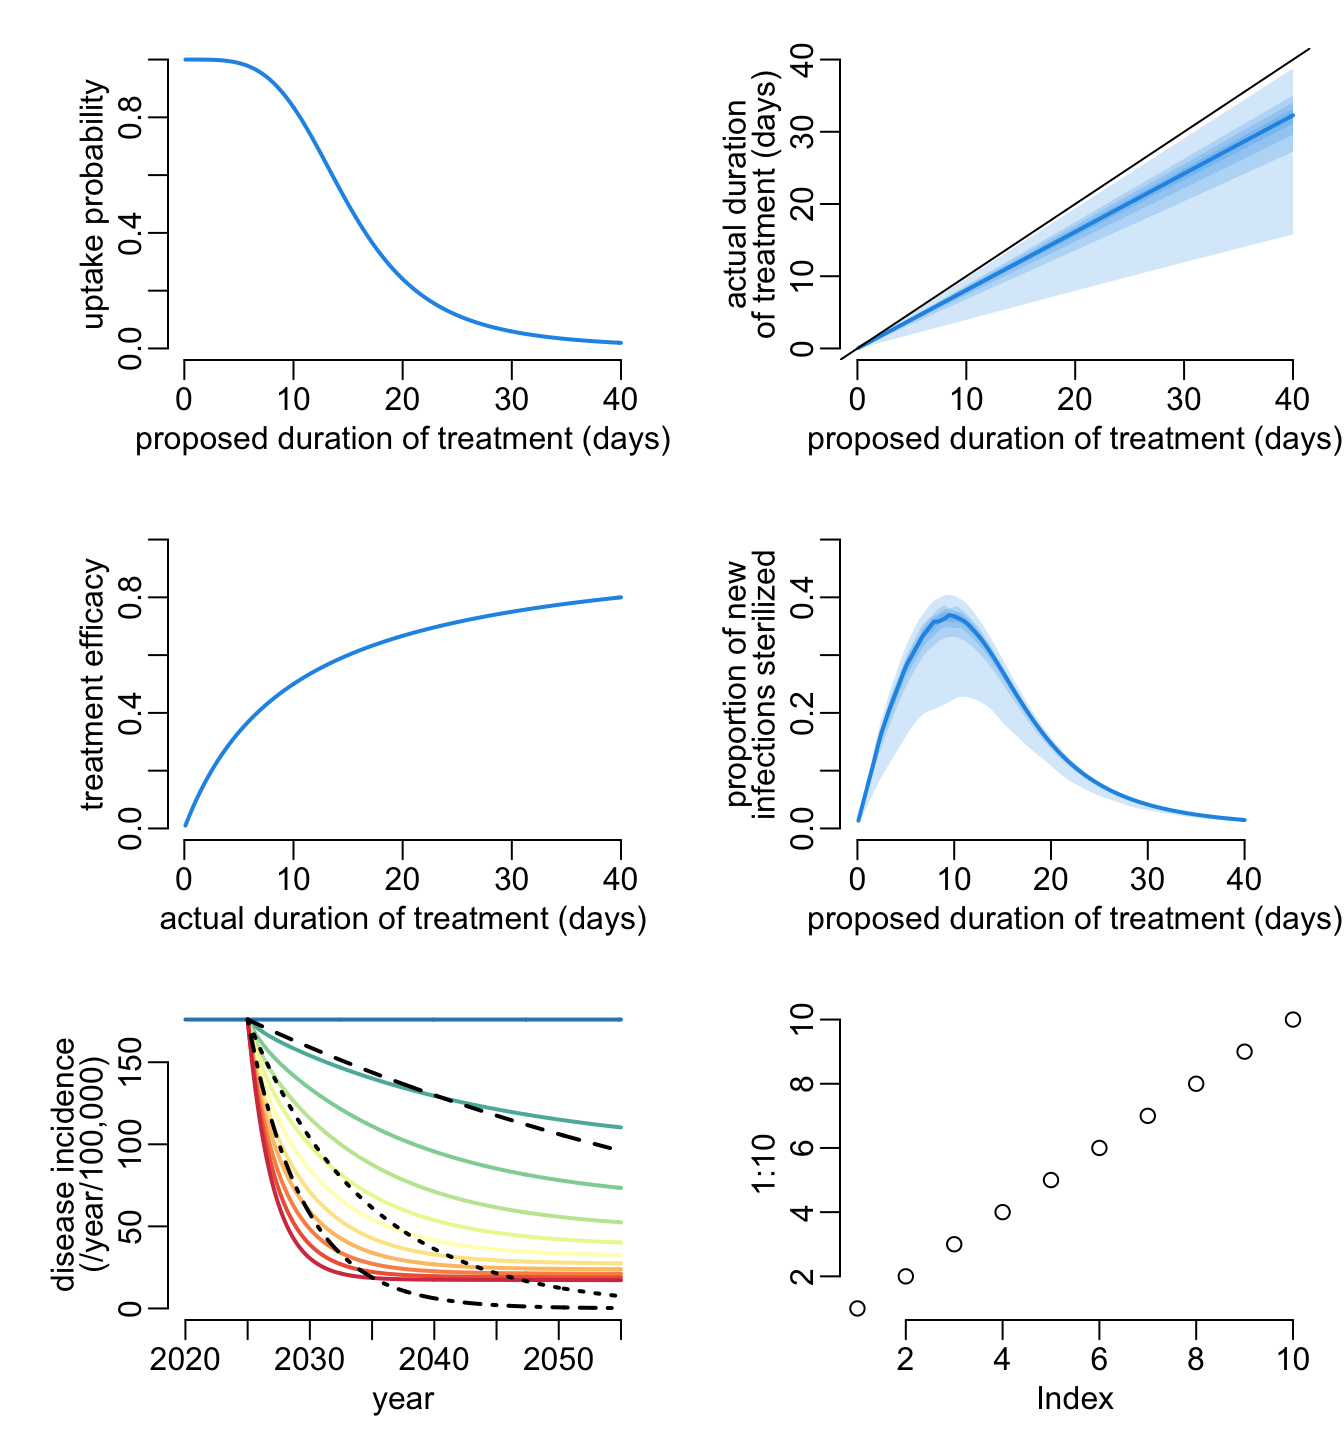 uptake probability
0.0
0.4
0.8
0 10 20 30 40
proposed duration of treatment (days)
actual duration
of treatment (days)
0
10
20
30
40
0 10 20 30 40
proposed duration of treatment (days)
treatment efficacy
0.0
0.4
0.8
0 10 20 30 40
actual duration of treatment (days)
proportion of new
infections sterilized
0.0
0.2
0.4
0 10 20 30 40
proposed duration of treatment (days)
disease incidence
(/year/100,000)
0
50
100
150
2020 2030 2040 2050
year
1:10
2
4
6
8
10
2 4 6 8 10
Index